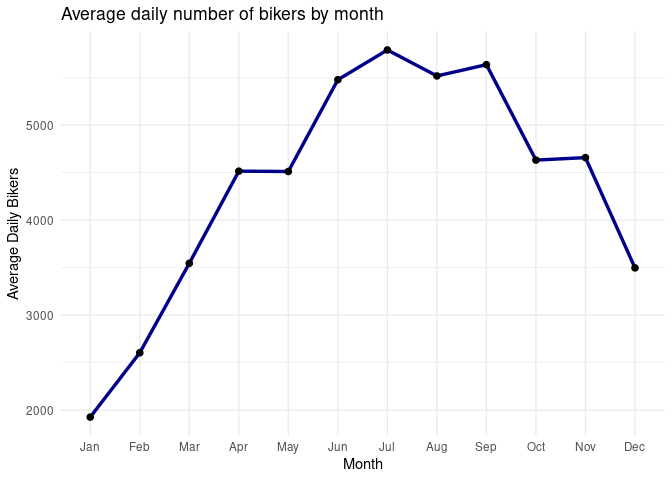 Average daily number of bikers by month
Average Daily Bikers
5000
4000
3000
2000
Jan Feb Mar Apr May Jun Jul Aug Sep Oct Nov Dec
Month